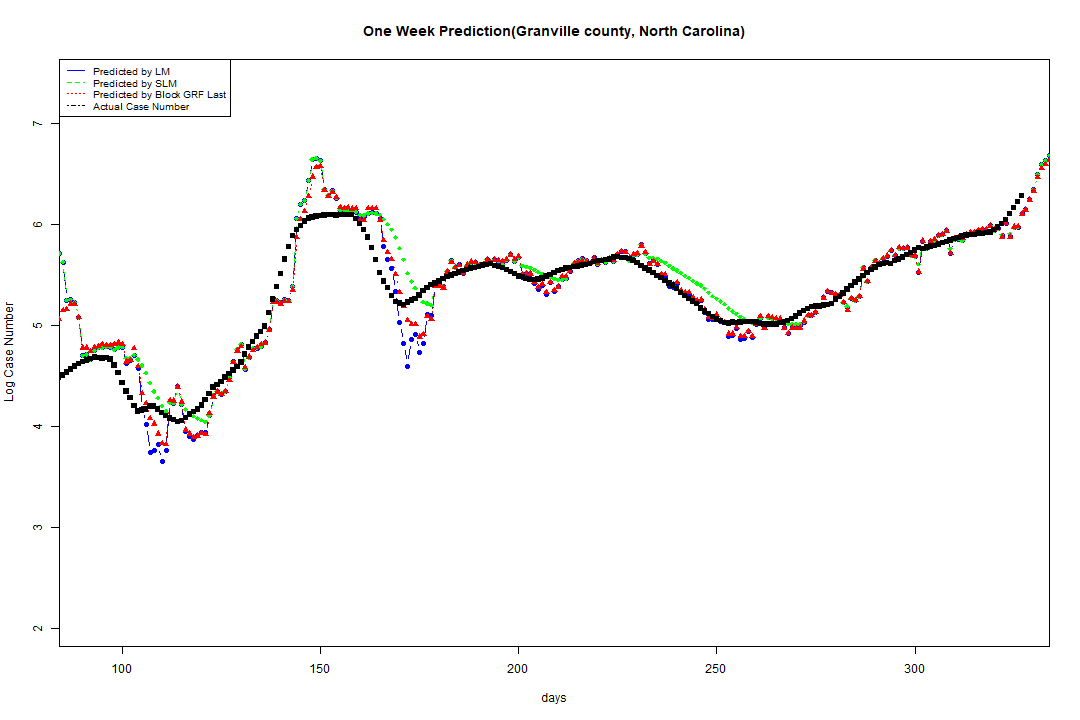 One Week Prediction(Granville county, North Carolina)
Predicted by LM
Predicted by SLM
Predicted by Block GRF Last
Actual Case Number
7
6
5
4
3
2
Log Case Number
100 150 200 250 300
days